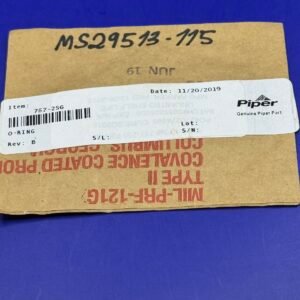 MS29513-115
JUN 19
Date: 11/20/2019
Item: 757-256
Piper
Genuine Piper Part
O-RING
Lot:
Rev: B S/L: S/N:
COLUMBUS, GEORGIA
COVALENCE COATED PROD
TYPE II
MIL-PRF-121G